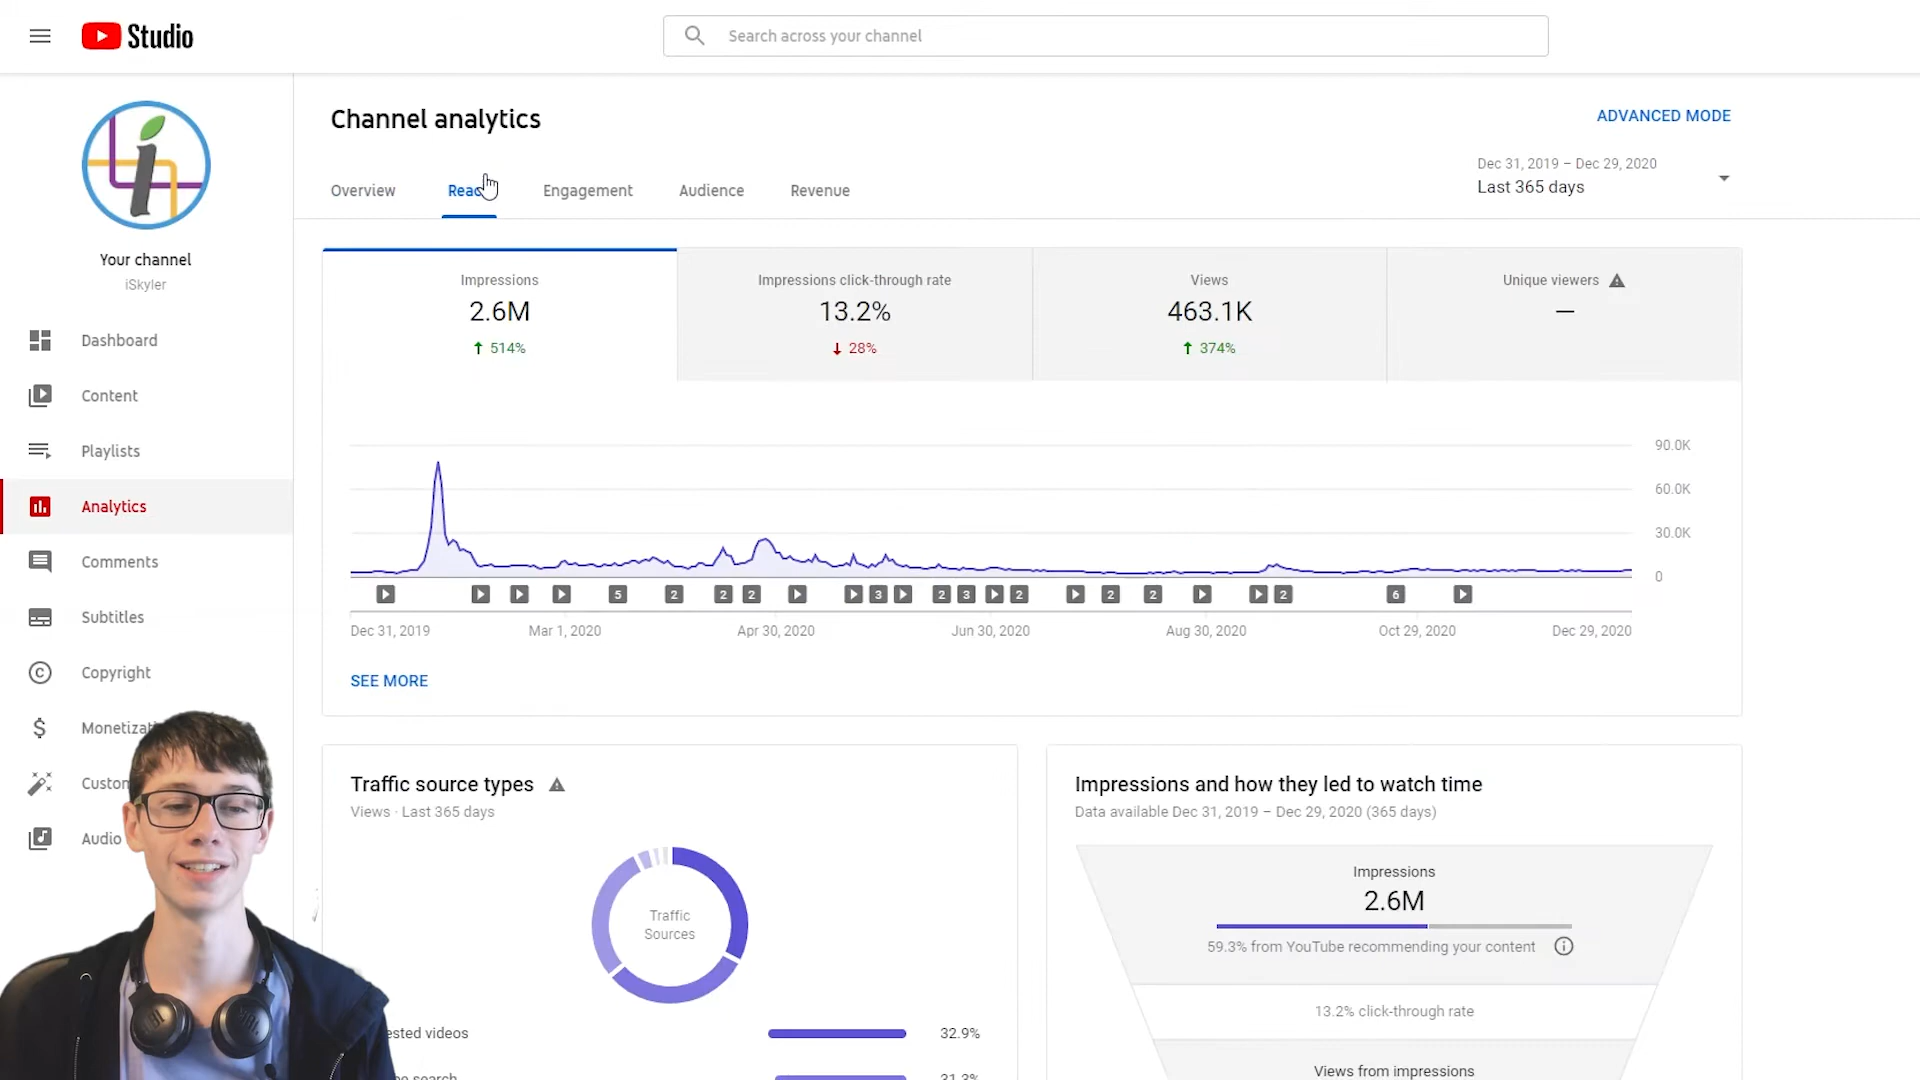 Studio
Search across your channel
Channel analytics
ADVANCED MODE
Dec 31, 2019 – Dec 29, 2020
Last 365 days
Overview
Engagement
Audience
Revenue
Your channel
iSkyler
Dashboard
Content
Playlists
Analytics
Comments
Subtitles
Copyright
Audio
Impressions
2.6M
514%
Impressions click-through rate
13.2%
28%
Views
463.1K
374%
Unique viewers
—
90.0K
60.0K
30.0K
0
5 2 2 2 3 2 3 2 2 2 2 6
Dec 31, 2019 Mar 1, 2020 Apr 30, 2020 Jun 30, 2020 Aug 30, 2020 Oct 29, 2020 Dec 29, 2020
SEE MORE
Traffic source types
Views · Last 365 days
Traffic
Sources
ested videos 32.9%
31.3%
Impressions and how they led to watch time
Data available Dec 31, 2019 – Dec 29, 2020 (365 days)
Impressions
2.6M
59.3% from YouTube recommending your content
13.2% click-through rate
Views from impressions